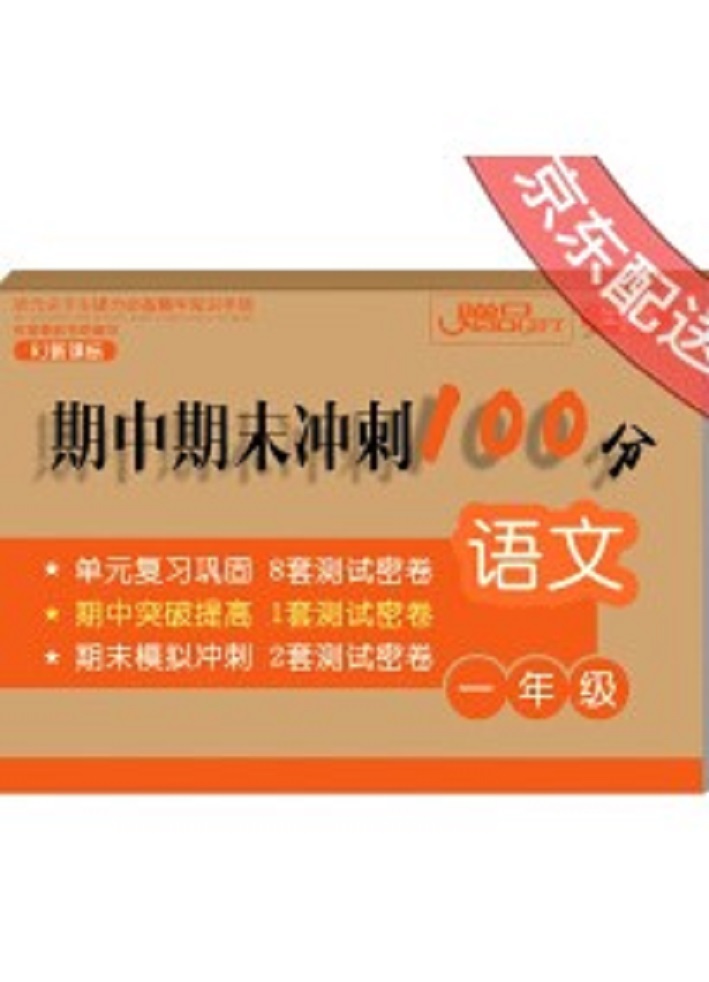 京东配送
期中期末冲刺100分
语文
★ 单元复习巩固 8套测试密卷
★ 期中突破提高 1套测试密卷
★ 期末模拟冲刺 2套测试密卷
一年级